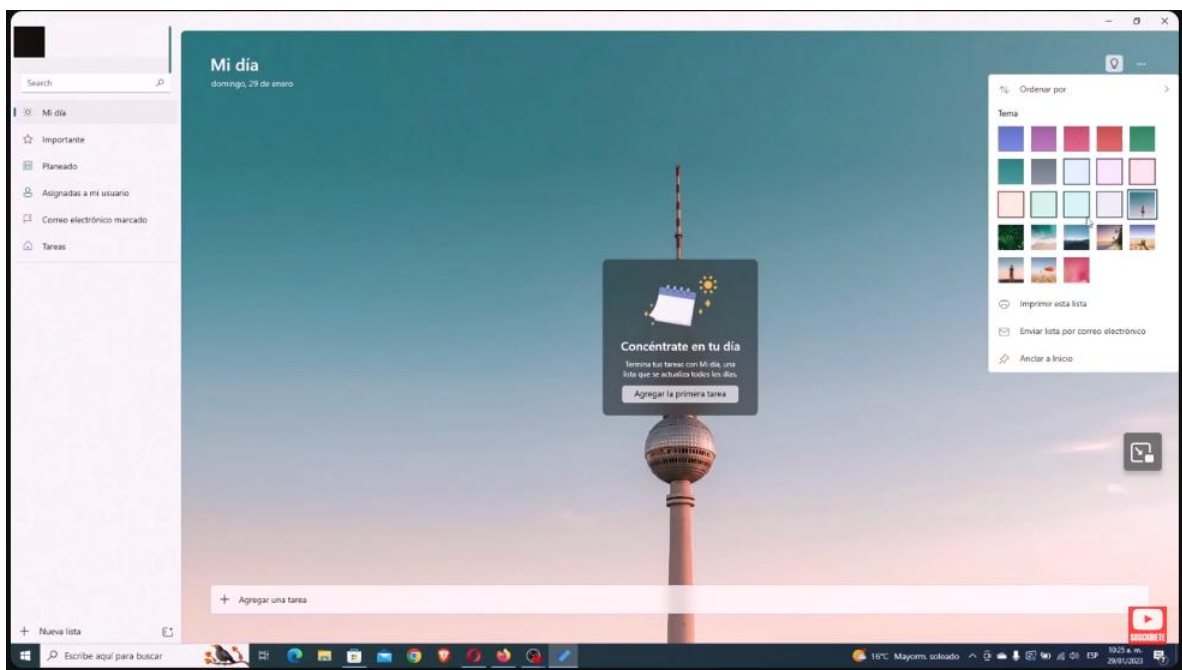 Search
Mi día
Importante
Planeado
Asignadas a mi usuario
Correo electrónico marcado
Tareas
Nueva lista
Mi día
domingo, 29 de enero
Concéntrate en tu día
Termina tus tareas con Mi día, una
lista que se actualiza todos los días.
Agregar la primera tarea
Agregar una tarea
Ordenar por
Tema
Imprimir esta lista
Enviar lista por correo electrónico
Anclar a Inicio
SUSCRIBETE
Escribe aquí para buscar
16°C Mayorm. soleado
ESP
10:25 a. m.
29/01/2023